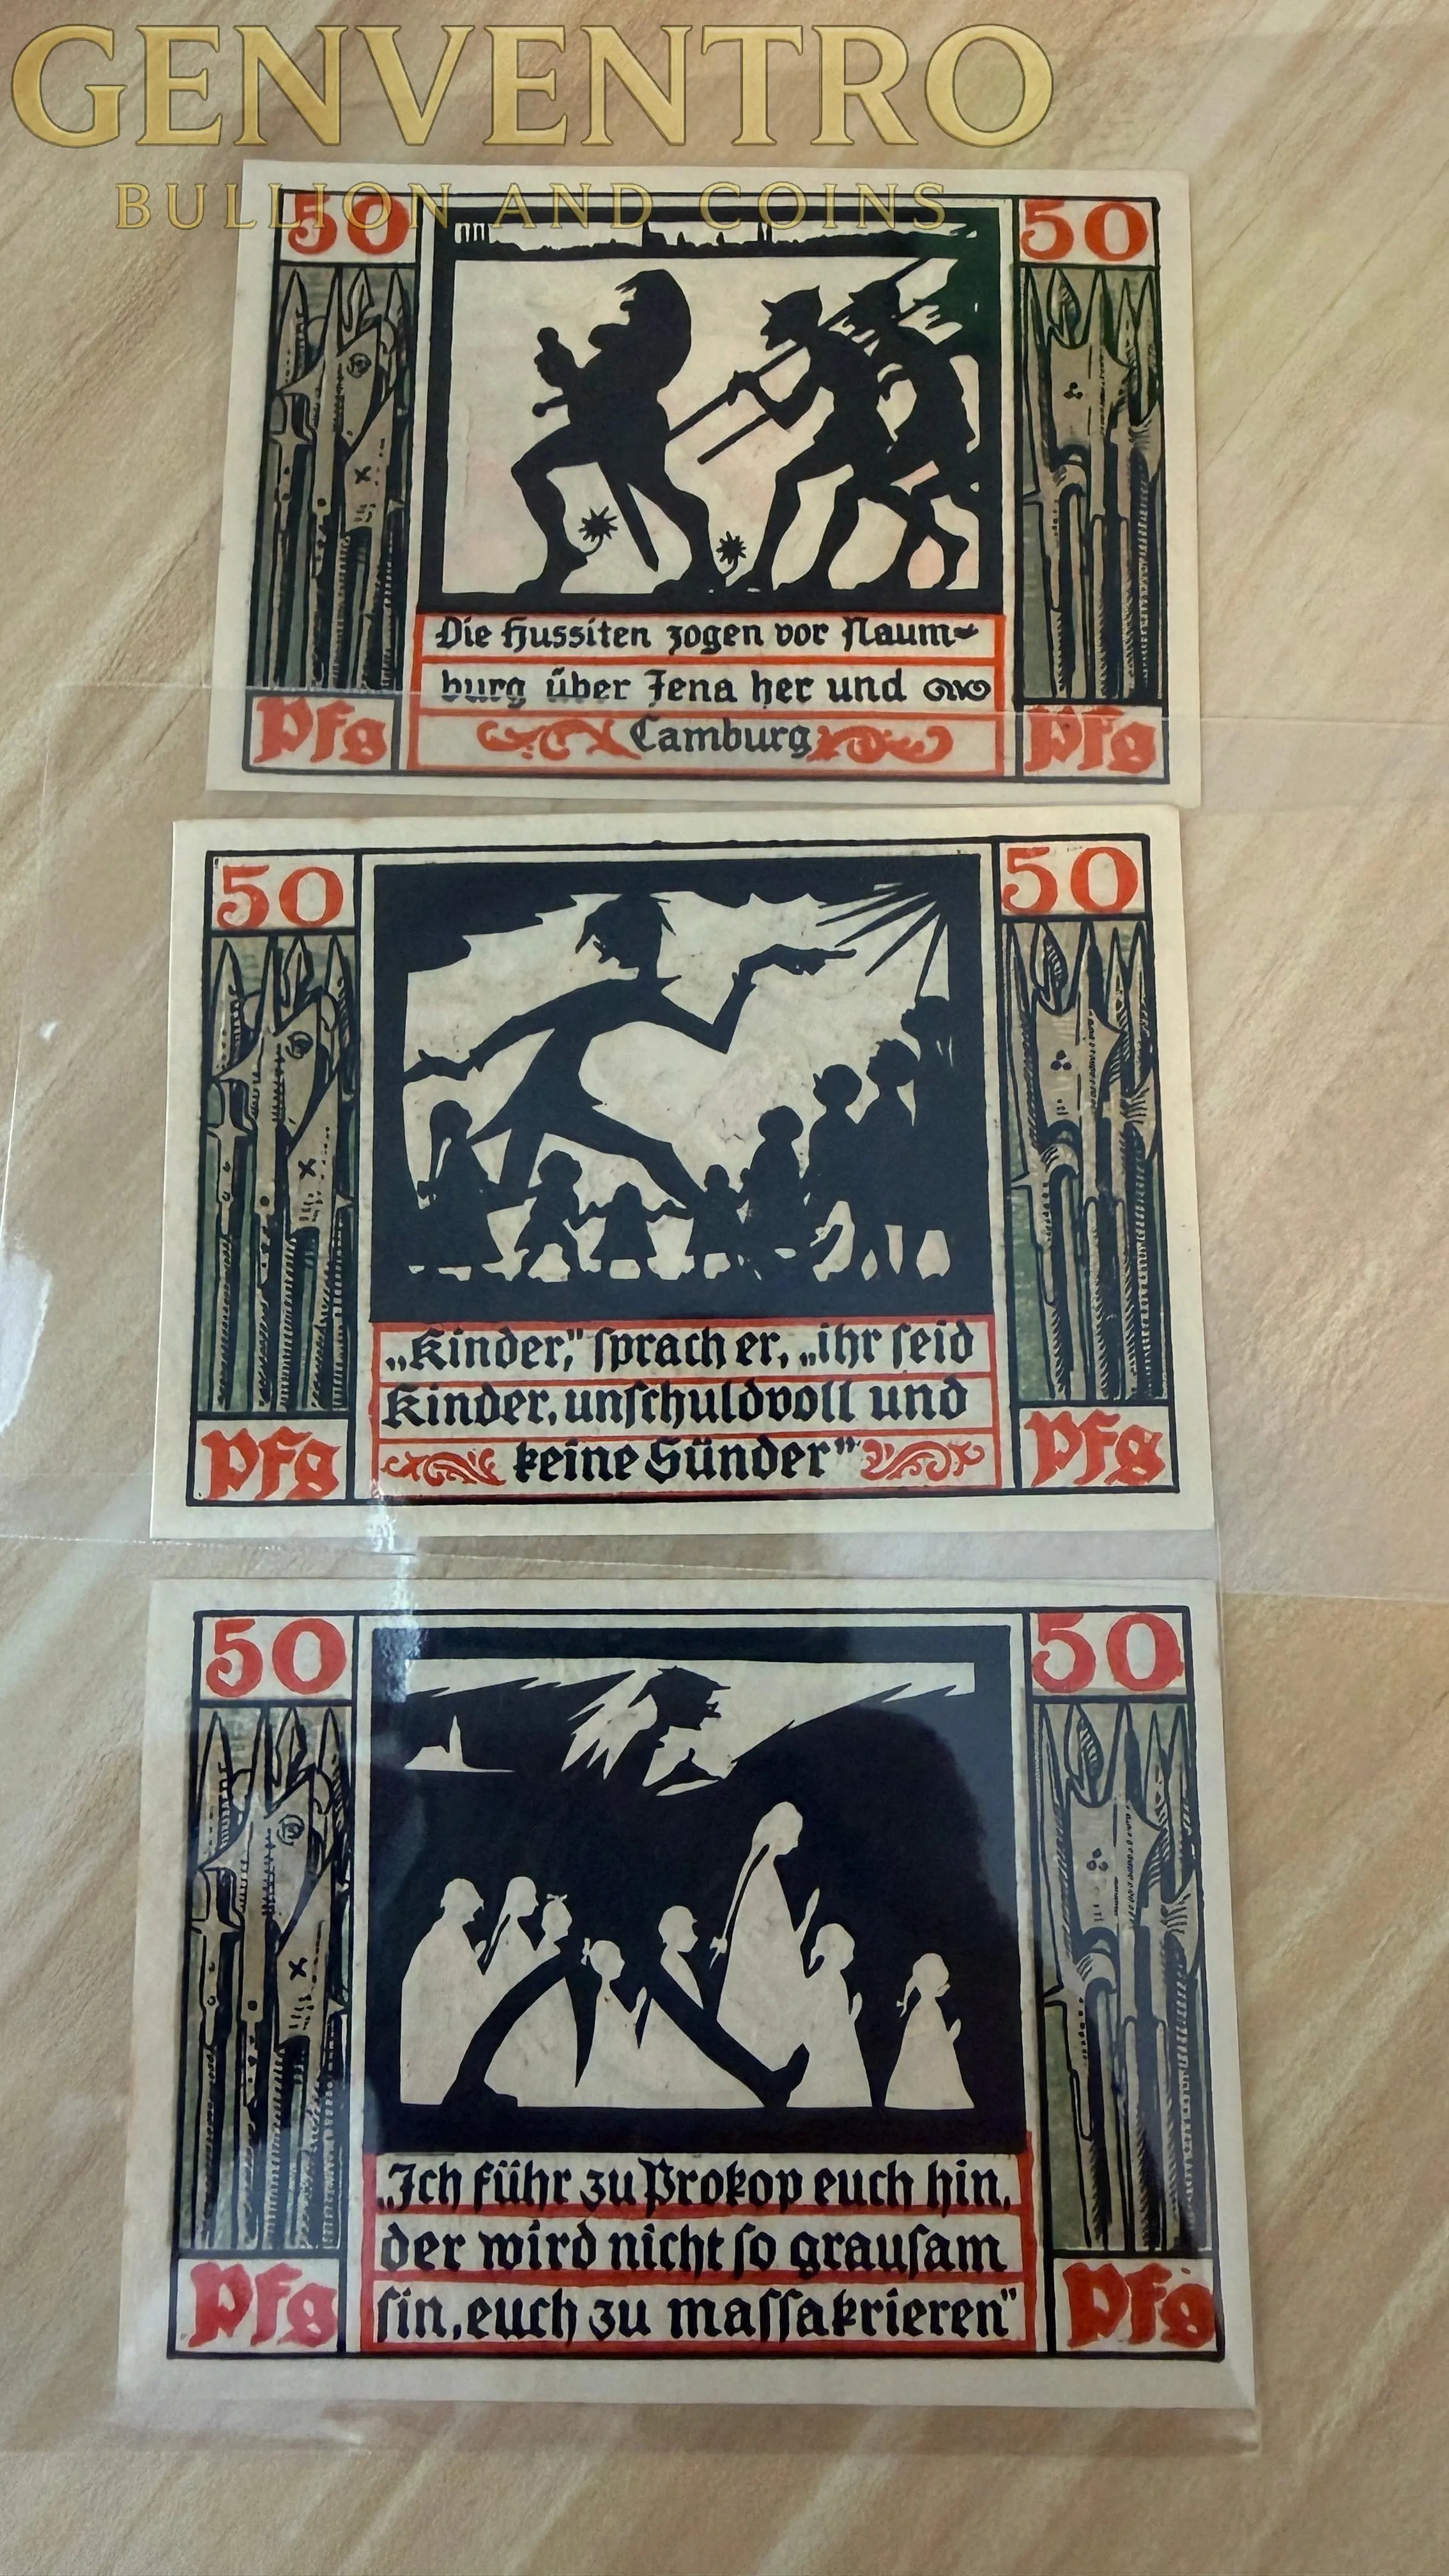 GENVENTRO
BULLION AND COINS
50 50
Die Hussiten zogen vor Naum-
burg über Jena her und
Camburg
Pfg Pfg
50 50
„Kinder,“ ſprach er, „ihr ſeid
Kinder, unſchuldvoll und
keine Sünder“
Pfg Pfg
50 50
„Ich führ zu Prokop euch hin,
der wird nicht ſo grauſam
ſin, euch zu maſſakrieren“
Pfg Pfg